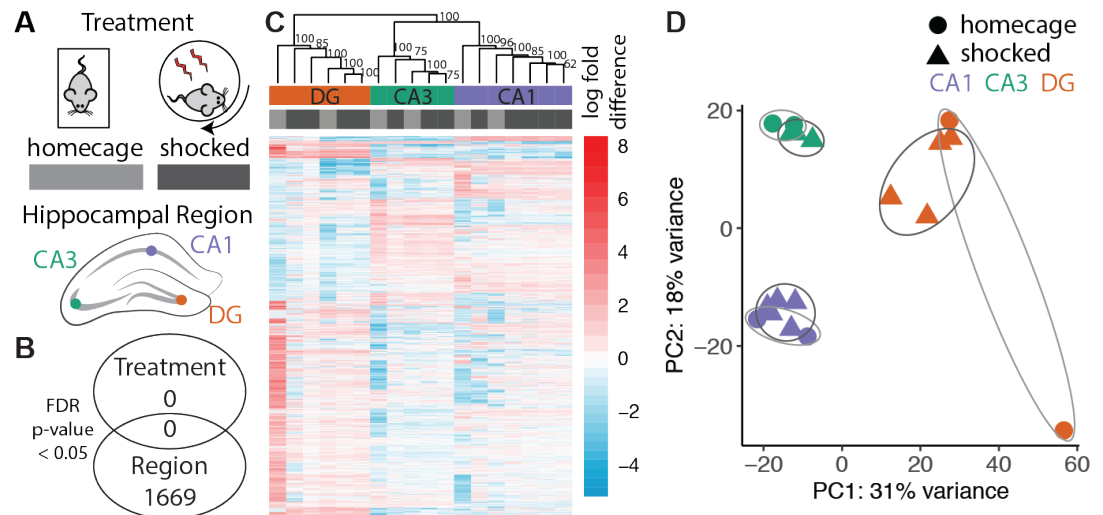 A
Treatment
homecage
shocked
Hippocampal Region
CA3
CA1
DG
B
Treatment
0
FDR
p-value
< 0.05
0
Region
1669
C
100
100
85
100
100
100
100
75
75
100
96
100
85
100
62
DG
CA3
CA1
log fold
difference
8
6
4
2
0
−2
−4
D
homecage
shocked
CA1 CA3 DG
PC2: 18% variance
20
0
−20
−20
0
20
40
60
PC1: 31% variance